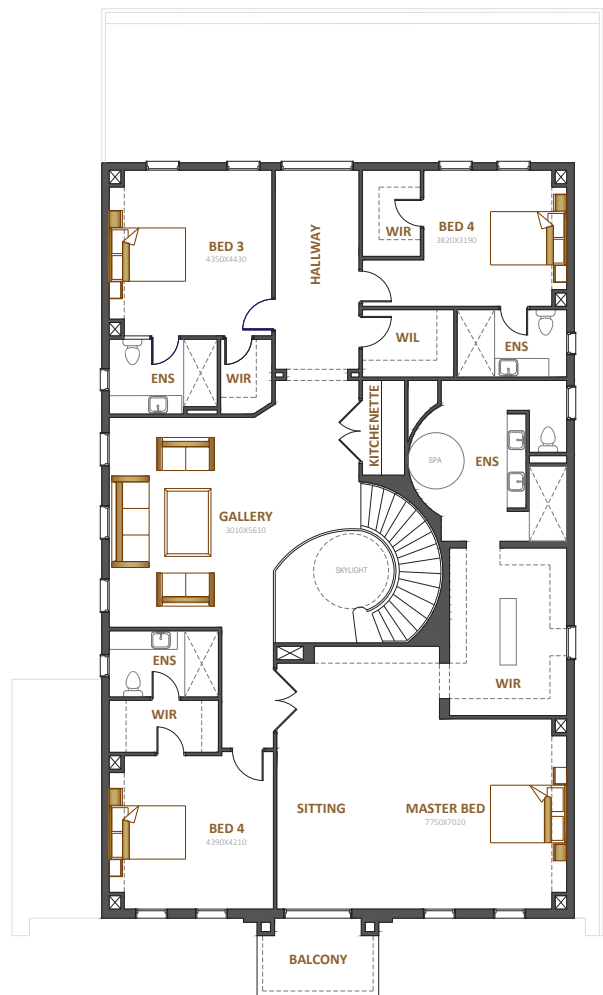 HALLWAY
WIR
BED 4
3820X3190
BED 3
4350X4430
WIL
ENS
ENS
WIR
KITCHENETTE
SPA
ENS
GALLERY
3010X5610
SKYLIGHT
ENS
WIR
WIR
SITTING
MASTER BED
7750X7020
BED 4
4390X4210
BALCONY